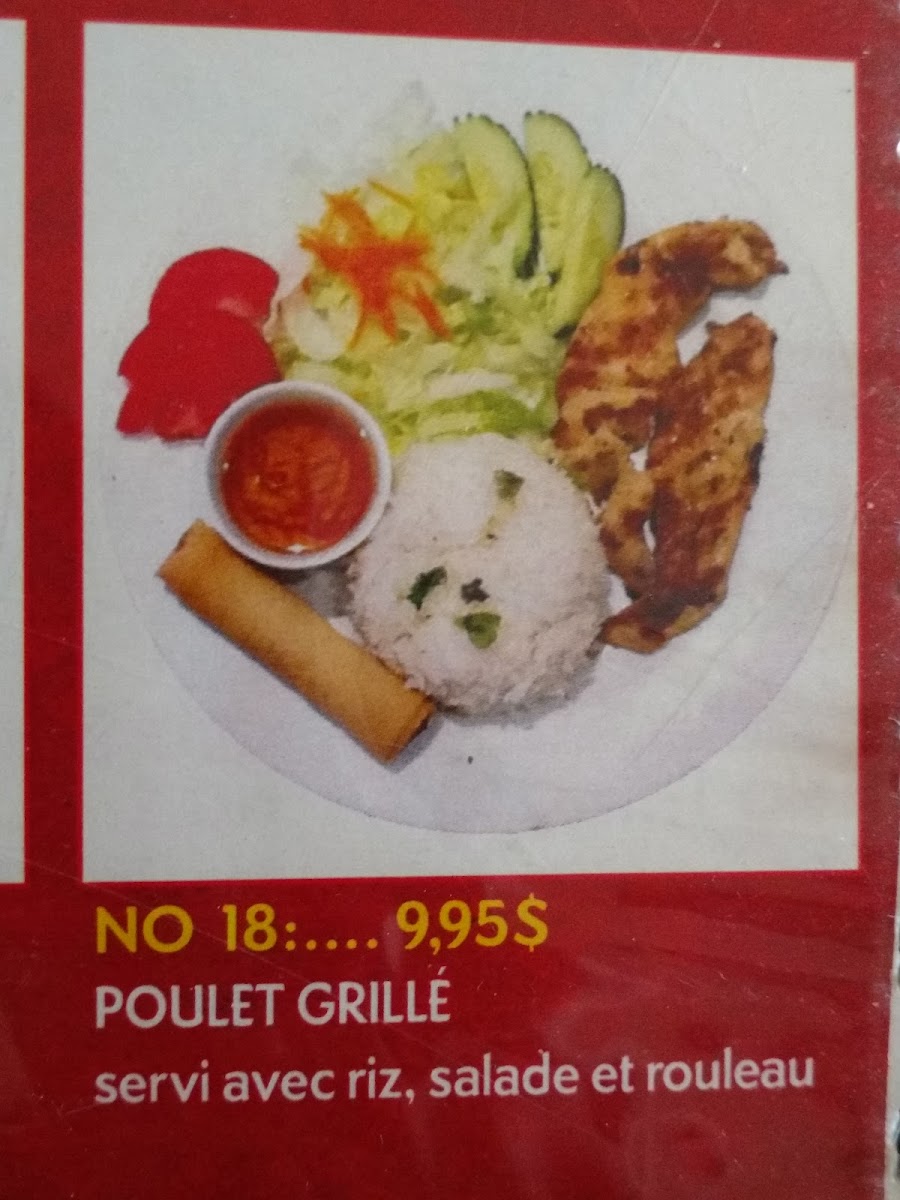 NO 18:.... 9,95$
POULET GRILLÉ
servi avec riz, salade et rouleau